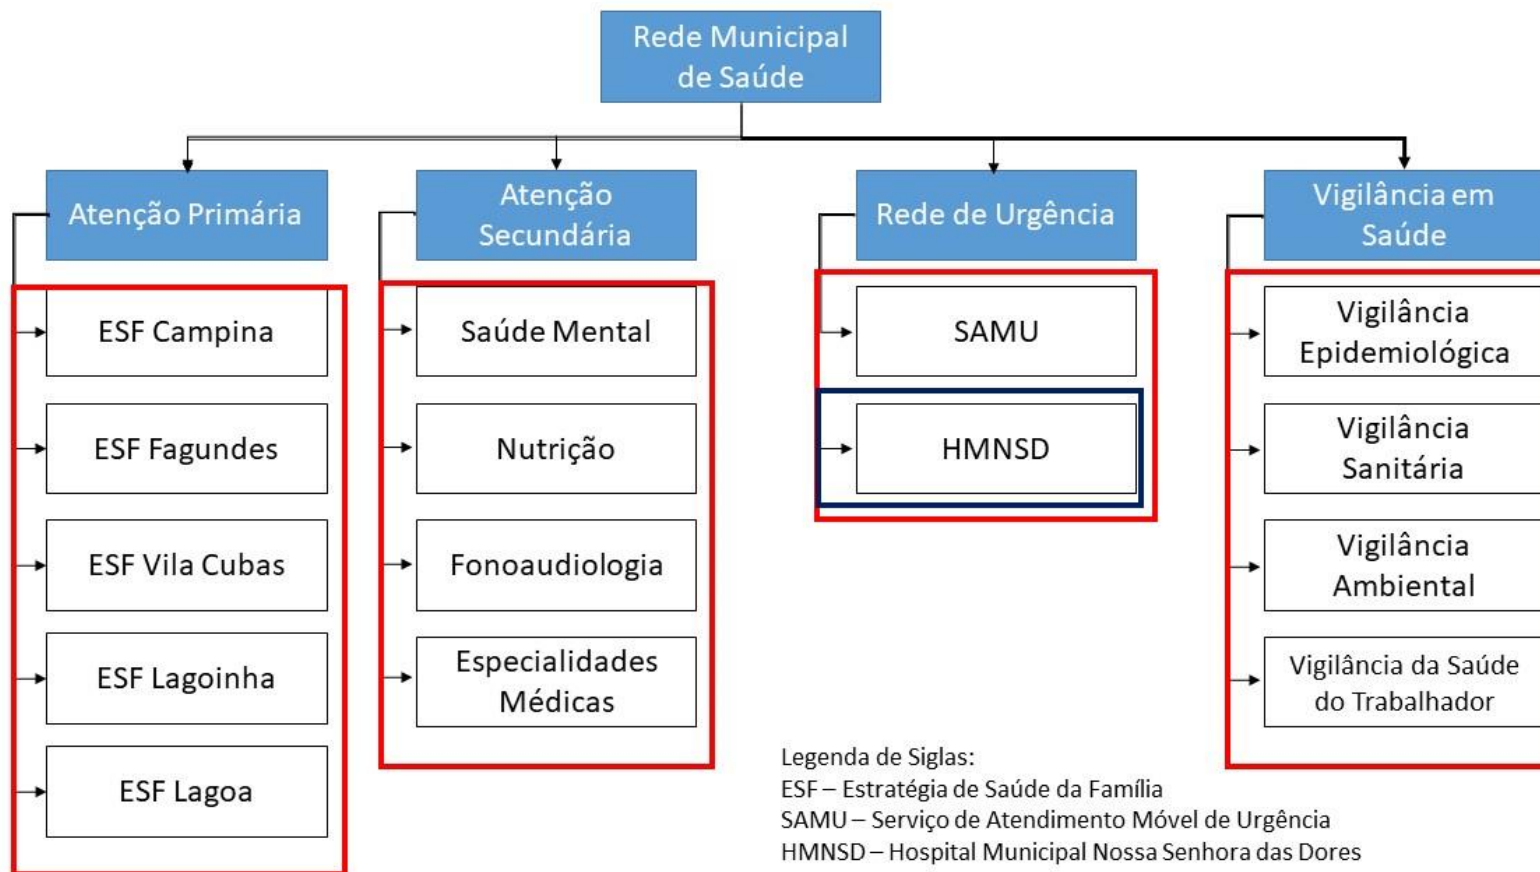 Rede Municipal
de Saúde
Atenção Primária
ESF Campina
ESF Fagundes
ESF Vila Cubas
ESF Lagoinha
ESF Lagoa
Atenção
Secundária
Saúde Mental
Nutrição
Fonoaudiologia
Especialidades
Médicas
Rede de Urgência
SAMU
HMNSD
Vigilância em
Saúde
Vigilância
Epidemiológica
Vigilância
Sanitária
Vigilância
Ambiental
Vigilância da Saúde
do Trabalhador
Legenda de Siglas:
ESF – Estratégia de Saúde da Família
SAMU – Serviço de Atendimento Móvel de Urgência
HMNSD – Hospital Municipal Nossa Senhora das Dores